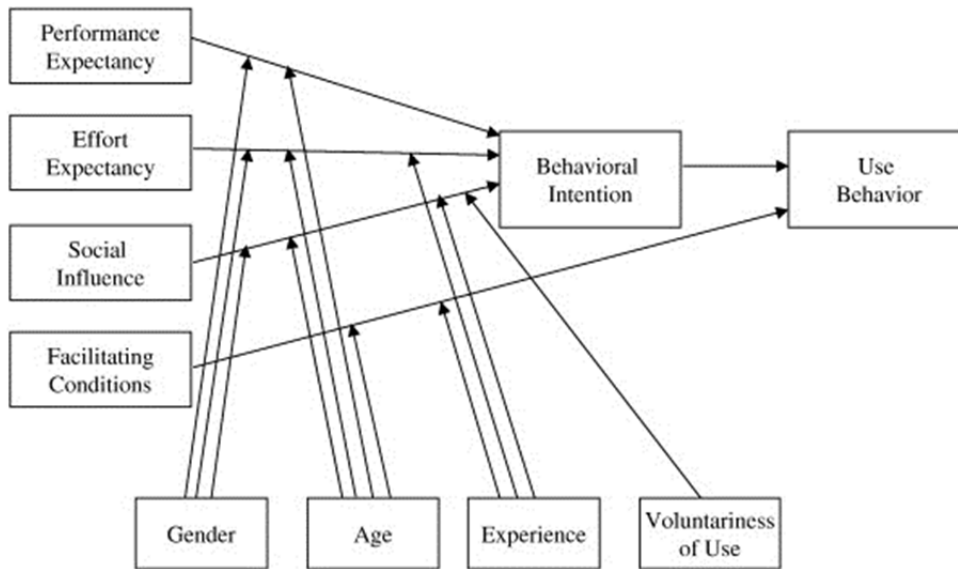 Performance
Expectancy
Effort
Expectancy
Behavioral
Intention
Use
Behavior
Social
Influence
Facilitating
Conditions
Gender
Age
Experience
Voluntariness
of Use